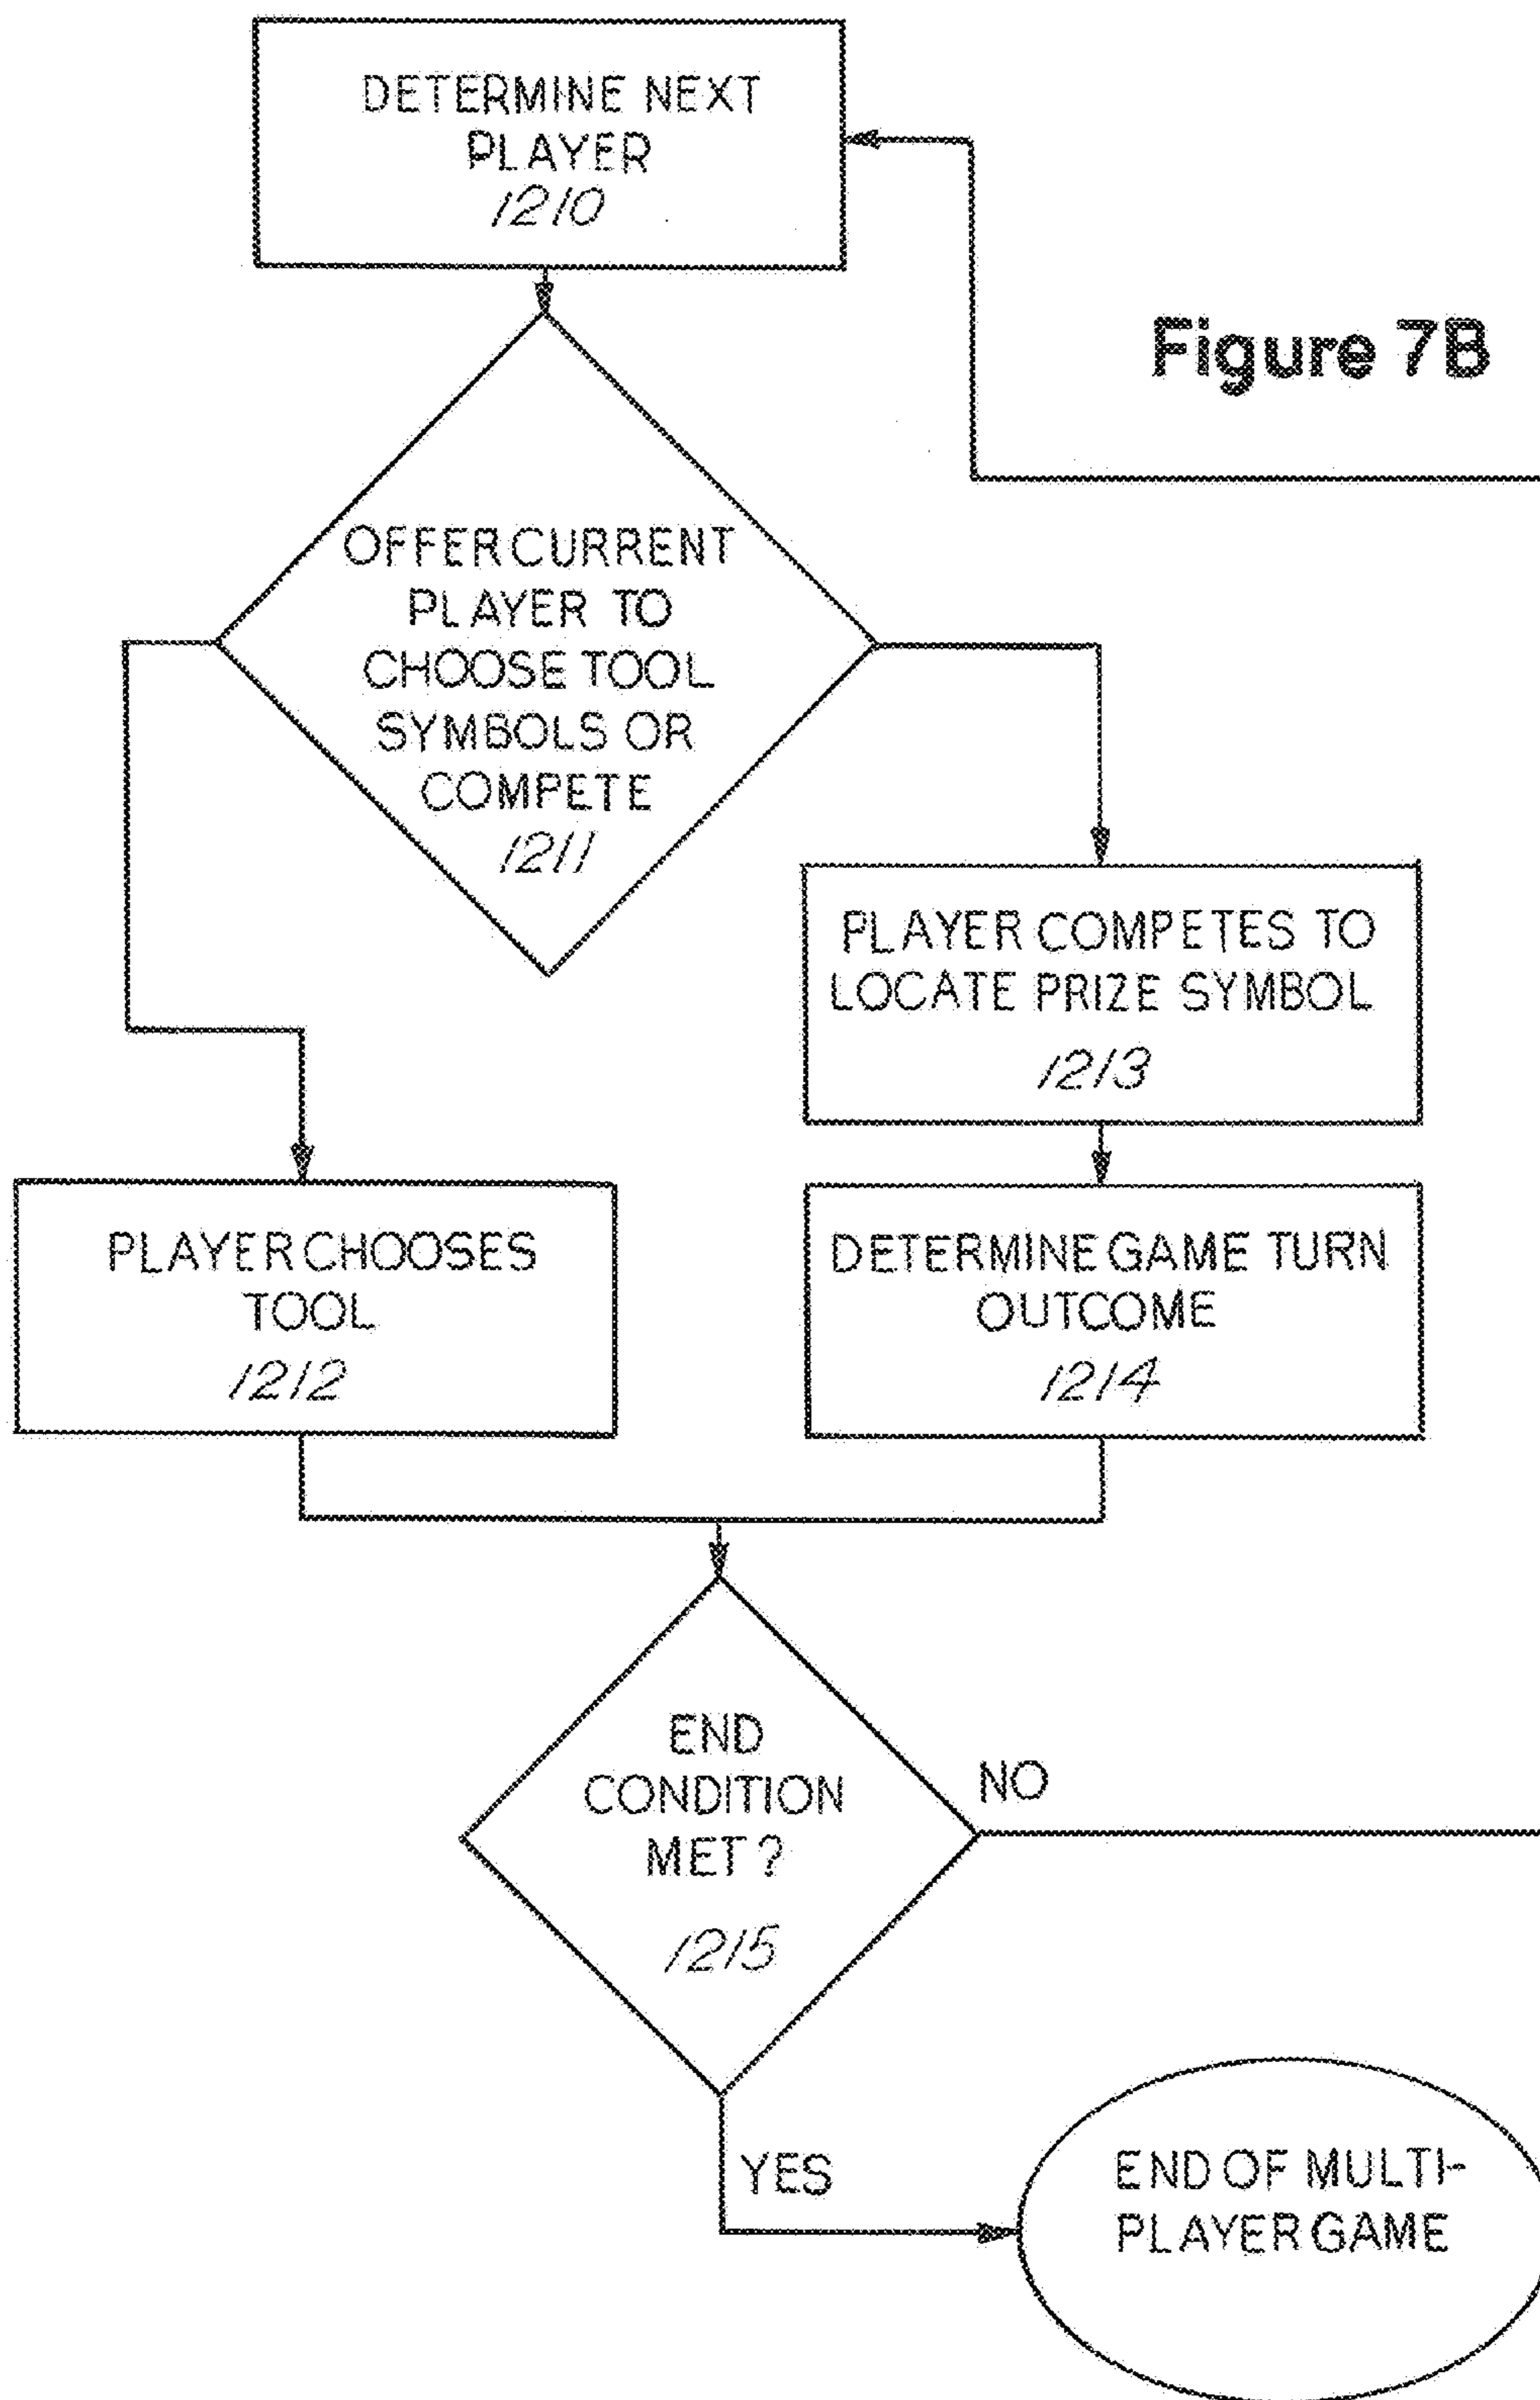 DETERMINE NEXT
PLAYER
1210
Figure 7B
OFFER CURRENT
PLAYER TO
CHOOSE TOOL
SYMBOLS OR
COMPETE
1211
PLAYER COMPETES TO
LOCATE PRIZE SYMBOL
1213
PLAYER CHOOSES
TOOL
1212
DETERMINE GAME TURN
OUTCOME
1214
END
CONDITION
MET?
1215
NO
YES
END OF MULTI-
PLAYER GAME